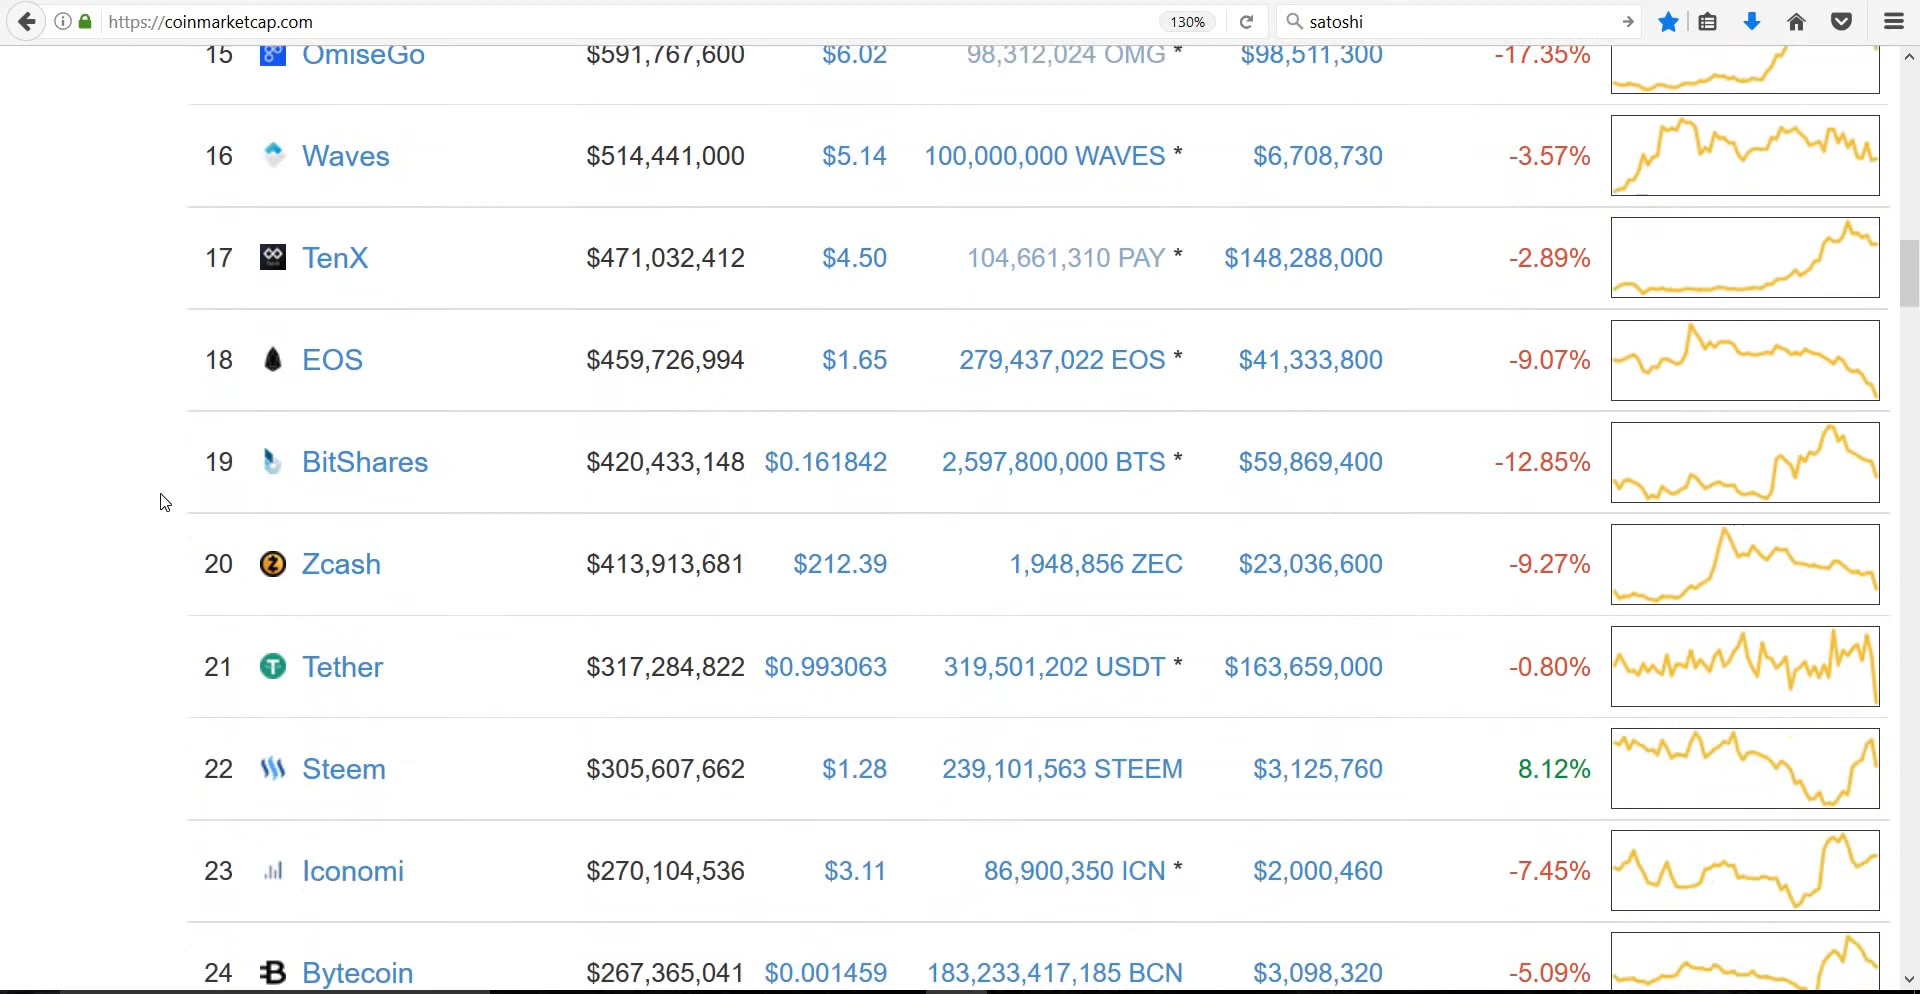 https://coinmarketcap.com 130% satoshi
15 OmiseGo $591,767,600 $6.02 98,312,024 OMG * $98,511,300 -17.35%
16 Waves $514,441,000 $5.14 100,000,000 WAVES * $6,708,730 -3.57%
17 TenX $471,032,412 $4.50 104,661,310 PAY * $148,288,000 -2.89%
18 EOS $459,726,994 $1.65 279,437,022 EOS * $41,333,800 -9.07%
19 BitShares $420,433,148 $0.161842 2,597,800,000 BTS * $59,869,400 -12.85%
20 Zcash $413,913,681 $212.39 1,948,856 ZEC $23,036,600 -9.27%
21 Tether $317,284,822 $0.993063 319,501,202 USDT * $163,659,000 -0.80%
22 Steem $305,607,662 $1.28 239,101,563 STEEM $3,125,760 8.12%
23 Iconomi $270,104,536 $3.11 86,900,350 ICN * $2,000,460 -7.45%
24 Bytecoin $267,365,041 $0.001459 183,233,417,185 BCN $3,098,320 -5.09%